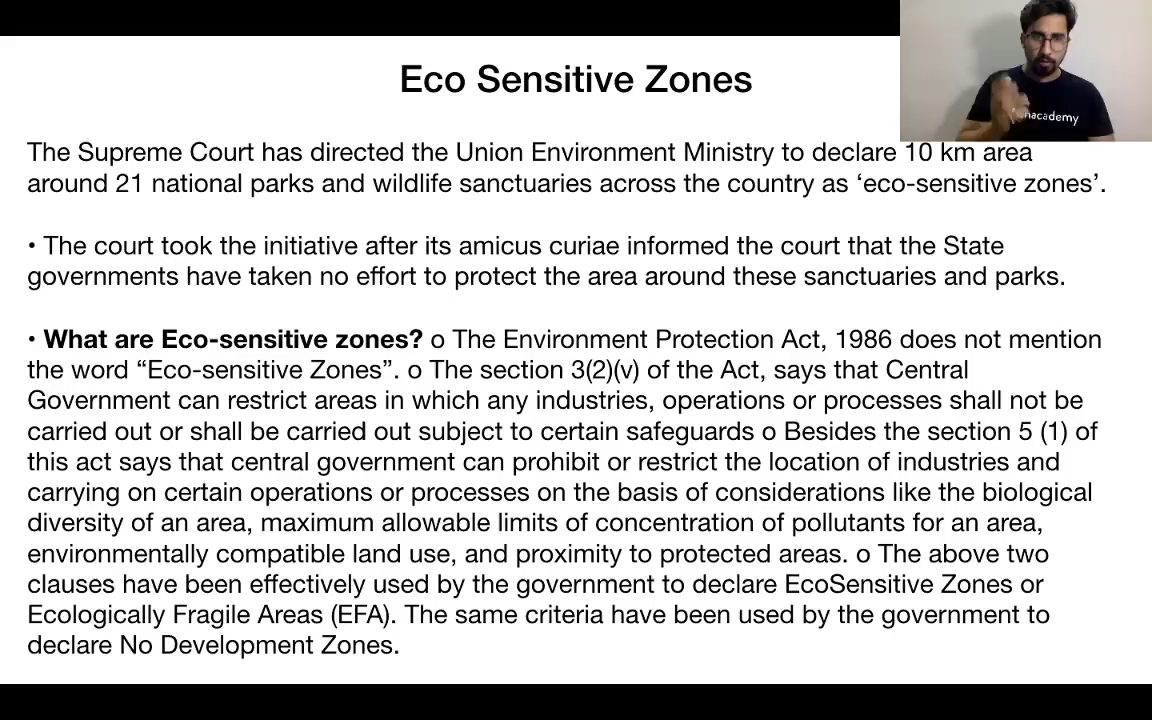 Eco Sensitive Zones
nacademy
The Supreme Court has directed the Union Environment Ministry to declare 10 km area
around 21 national parks and wildlife sanctuaries across the country as ‘eco-sensitive zones’.
• The court took the initiative after its amicus curiae informed the court that the State
governments have taken no effort to protect the area around these sanctuaries and parks.
• What are Eco-sensitive zones? o The Environment Protection Act, 1986 does not mention
the word “Eco-sensitive Zones”. o The section 3(2)(v) of the Act, says that Central
Government can restrict areas in which any industries, operations or processes shall not be
carried out or shall be carried out subject to certain safeguards o Besides the section 5 (1) of
this act says that central government can prohibit or restrict the location of industries and
carrying on certain operations or processes on the basis of considerations like the biological
diversity of an area, maximum allowable limits of concentration of pollutants for an area,
environmentally compatible land use, and proximity to protected areas. o The above two
clauses have been effectively used by the government to declare EcoSensitive Zones or
Ecologically Fragile Areas (EFA). The same criteria have been used by the government to
declare No Development Zones.